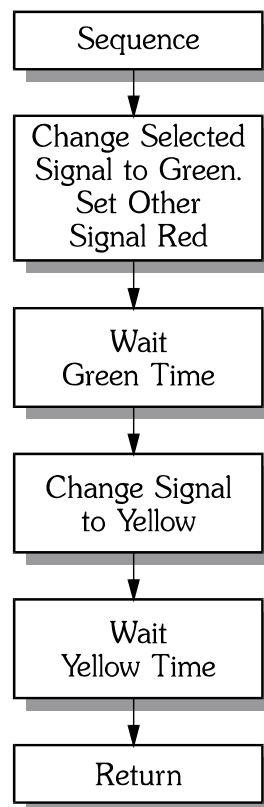 Sequence
Change Selected
Signal to Green.
Set Other
Signal Red
Wait
Green Time
Change Signal
to Yellow
Wait
Yellow Time
Return